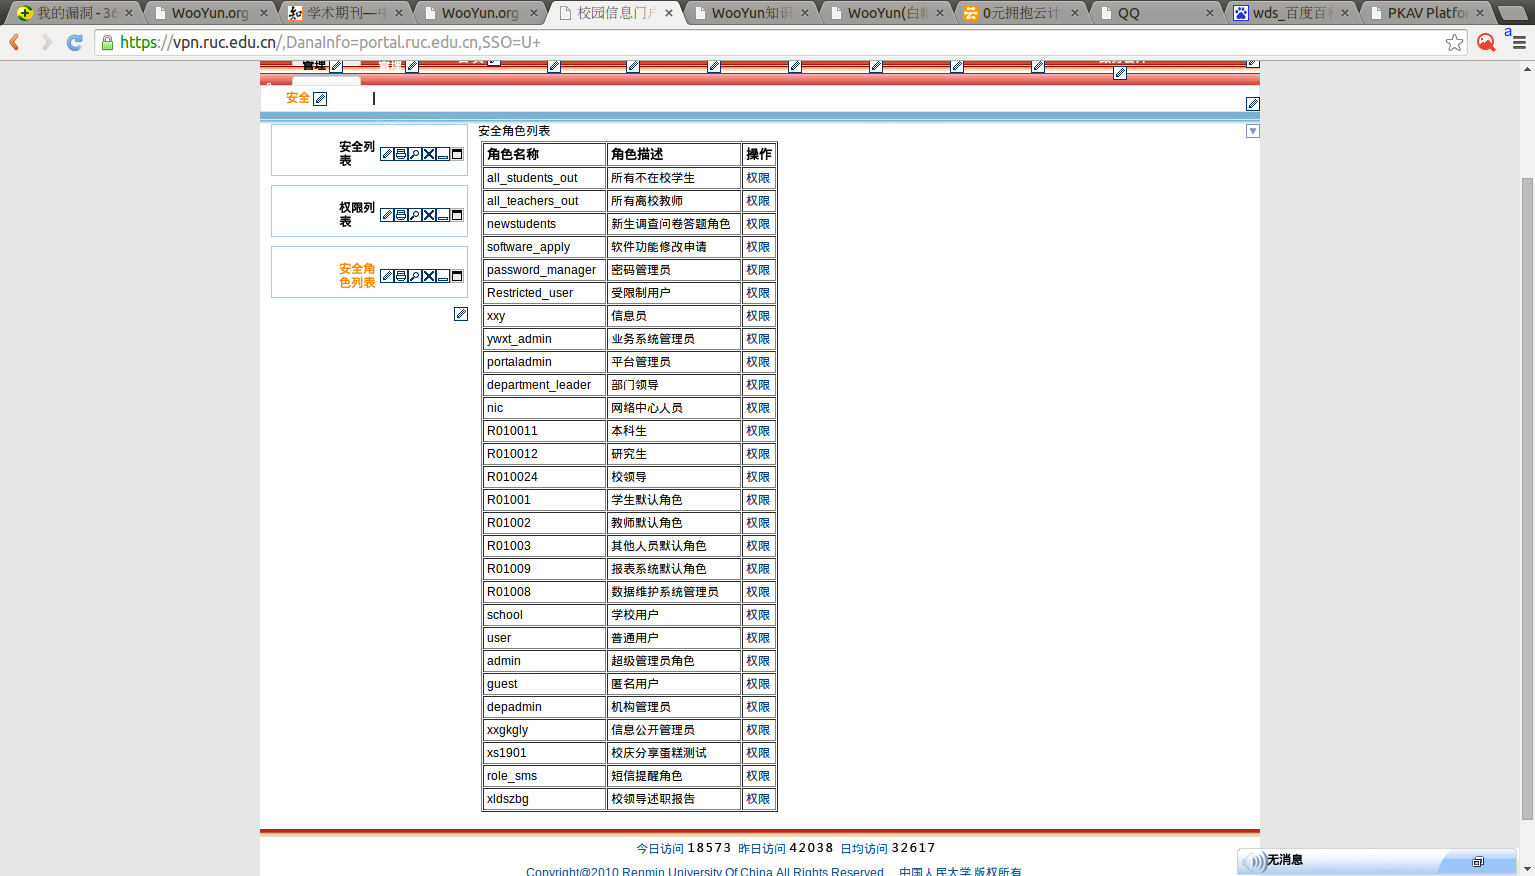 我的漏洞 - 36
WooYun.org
学术期刊—中
WooYun.org
校园信息门户
WooYun知识
WooYun(白帽
0元拥抱云计
QQ
wds_百度百科
PKAV Platfo
https://vpn.ruc.edu.cn/,DanaInfo=portal.ruc.edu.cn,SSO=U+
a
管理 管理
安全
安全列表
权限列表
安全角色列表
安全角色列表
角色名称 角色描述 操作
all_students_out 所有不在校学生 权限
all_teachers_out 所有离校教师 权限
newstudents 新生调查问卷答题角色 权限
software_apply 软件功能修改申请 权限
password_manager 密码管理员 权限
Restricted_user 受限制用户 权限
xxy 信息员 权限
ywxt_admin 业务系统管理员 权限
portaladmin 平台管理员 权限
department_leader 部门领导 权限
nic 网络中心人员 权限
R010011 本科生 权限
R010012 研究生 权限
R010024 校领导 权限
R01001 学生默认角色 权限
R01002 教师默认角色 权限
R01003 其他人员默认角色 权限
R01009 报表系统默认角色 权限
R01008 数据维护系统管理员 权限
school 学校用户 权限
user 普通用户 权限
admin 超级管理员角色 权限
guest 匿名用户 权限
depadmin 机构管理员 权限
xxgkgly 信息公开管理员 权限
xs1901 校庆分享蛋糕测试 权限
role_sms 短信提醒角色 权限
xldszbg 校领导述职报告 权限
今日访问 18573 昨日访问 42038 日均访问 32617
Copyright@2010 Renmin University Of China All Rights Reserved 中国人民大学 版权所有
无消息